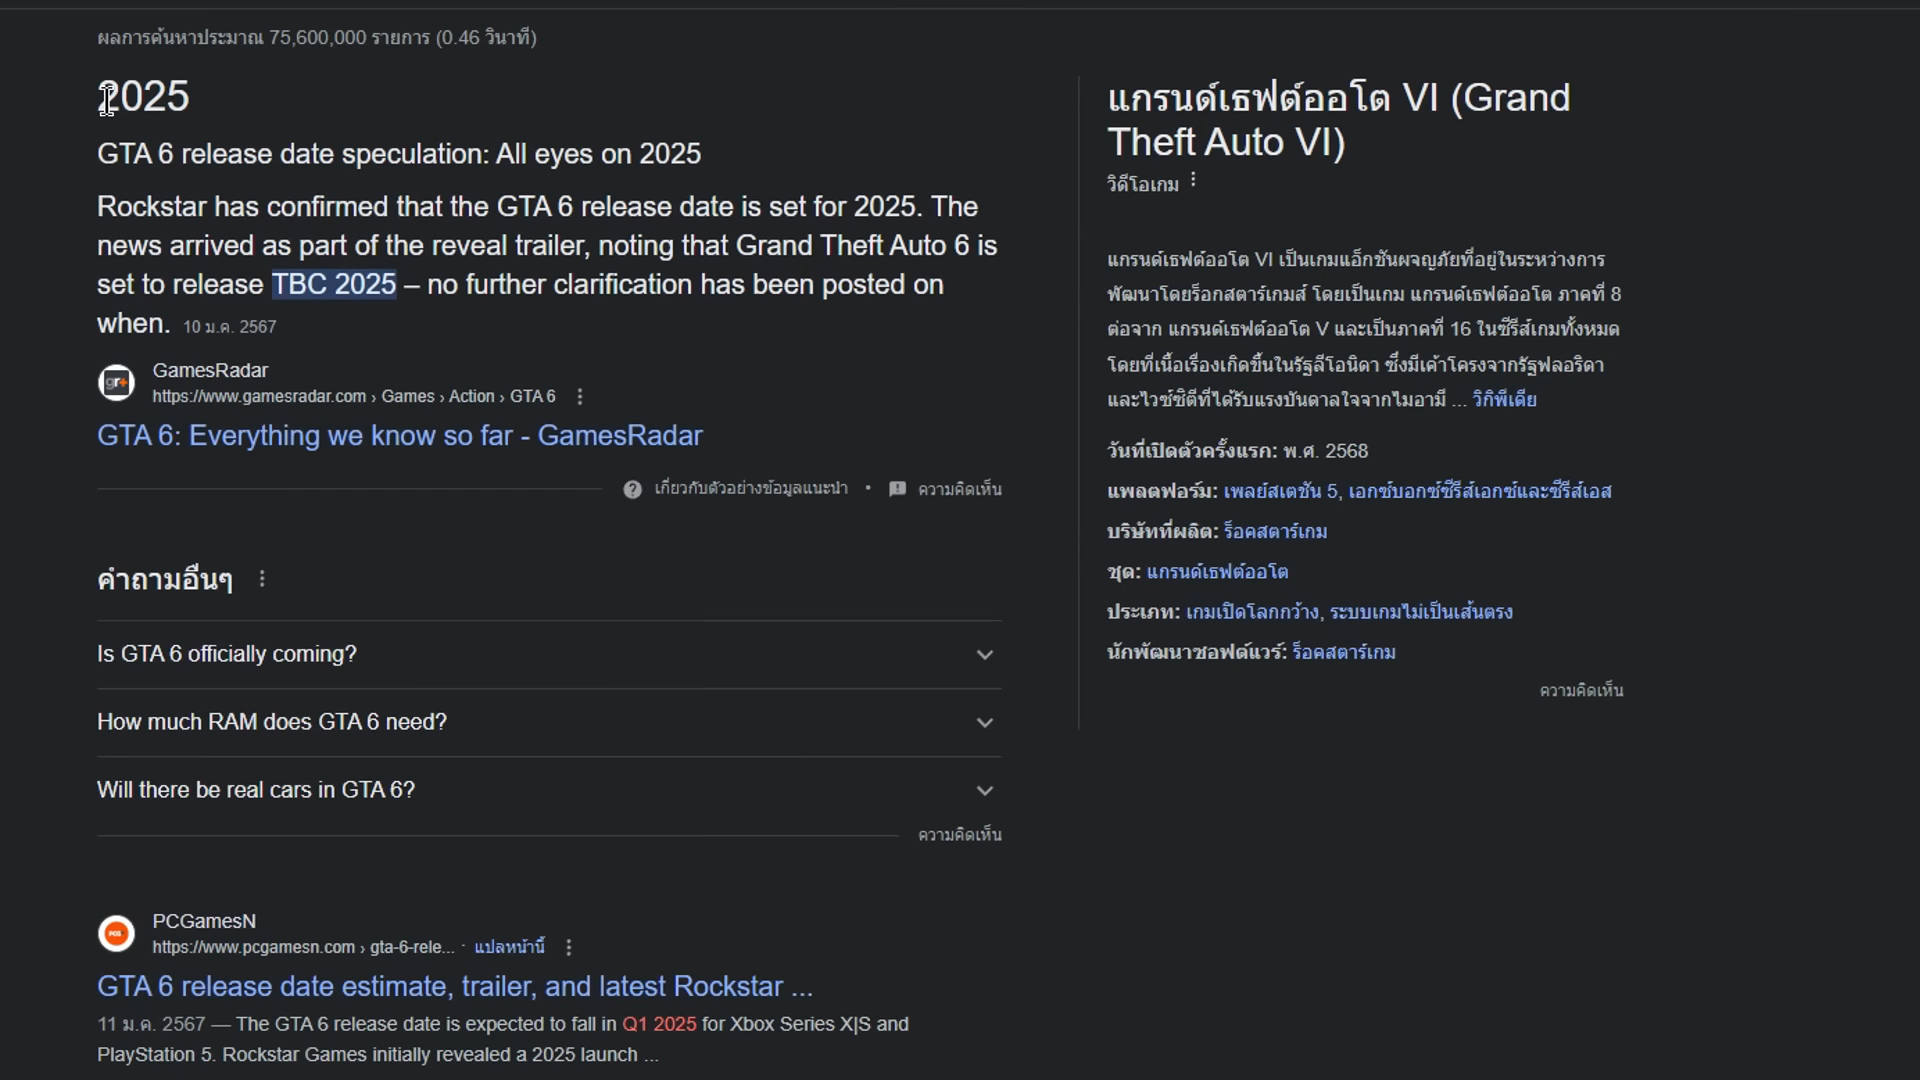 ผลการค้นหาประมาณ 75,600,000 รายการ (0.46 วินาที)
2025
GTA 6 release date speculation: All eyes on 2025
Rockstar has confirmed that the GTA 6 release date is set for 2025. The
news arrived as part of the reveal trailer, noting that Grand Theft Auto 6 is
set to release TBC 2025 – no further clarification has been posted on
when. 10 ม.ค. 2567
gr+
GamesRadar
https://www.gamesradar.com › Games › Action › GTA 6
GTA 6: Everything we know so far - GamesRadar
เกี่ยวกับตัวอย่างข้อมูลแนะนำ • ความคิดเห็น
คำถามอื่นๆ
Is GTA 6 officially coming?
How much RAM does GTA 6 need?
Will there be real cars in GTA 6?
ความคิดเห็น
PCGamesN
https://www.pcgamesn.com › gta-6-rele... · แปลหน้านี้
GTA 6 release date estimate, trailer, and latest Rockstar ...
11 ม.ค. 2567 — The GTA 6 release date is expected to fall in Q1 2025 for Xbox Series X|S and
PlayStation 5. Rockstar Games initially revealed a 2025 launch ...
แกรนด์เธฟต์ออโต VI (Grand
Theft Auto VI)
วิดีโอเกม
แกรนด์เธฟต์ออโต VI เป็นเกมแอ็กชันผจญภัยที่อยู่ในระหว่างการ
พัฒนาโดยร็อกสตาร์เกมส์ โดยเป็นเกม แกรนด์เธฟต์ออโต ภาคที่ 8
ต่อจาก แกรนด์เธฟต์ออโต V และเป็นภาคที่ 16 ในซีรีส์เกมทั้งหมด
โดยที่เนื้อเรื่องเกิดขึ้นในรัฐลีโอนิดา ซึ่งมีเค้าโครงจากรัฐฟลอริดา
และไวซ์ซิตีที่ได้รับแรงบันดาลใจจากไมอามี ... วิกิพีเดีย
วันที่เปิดตัวครั้งแรก: พ.ศ. 2568
แพลตฟอร์ม: เพลย์สเตชัน 5, เอกซ์บอกซ์ซีรีส์เอกซ์และซีรีส์เอส
บริษัทที่ผลิต: ร็อคสตาร์เกม
ชุด: แกรนด์เธฟต์ออโต
ประเภท: เกมเปิดโลกกว้าง, ระบบเกมไม่เป็นเส้นตรง
นักพัฒนาซอฟต์แวร์: ร็อคสตาร์เกม
ความคิดเห็น